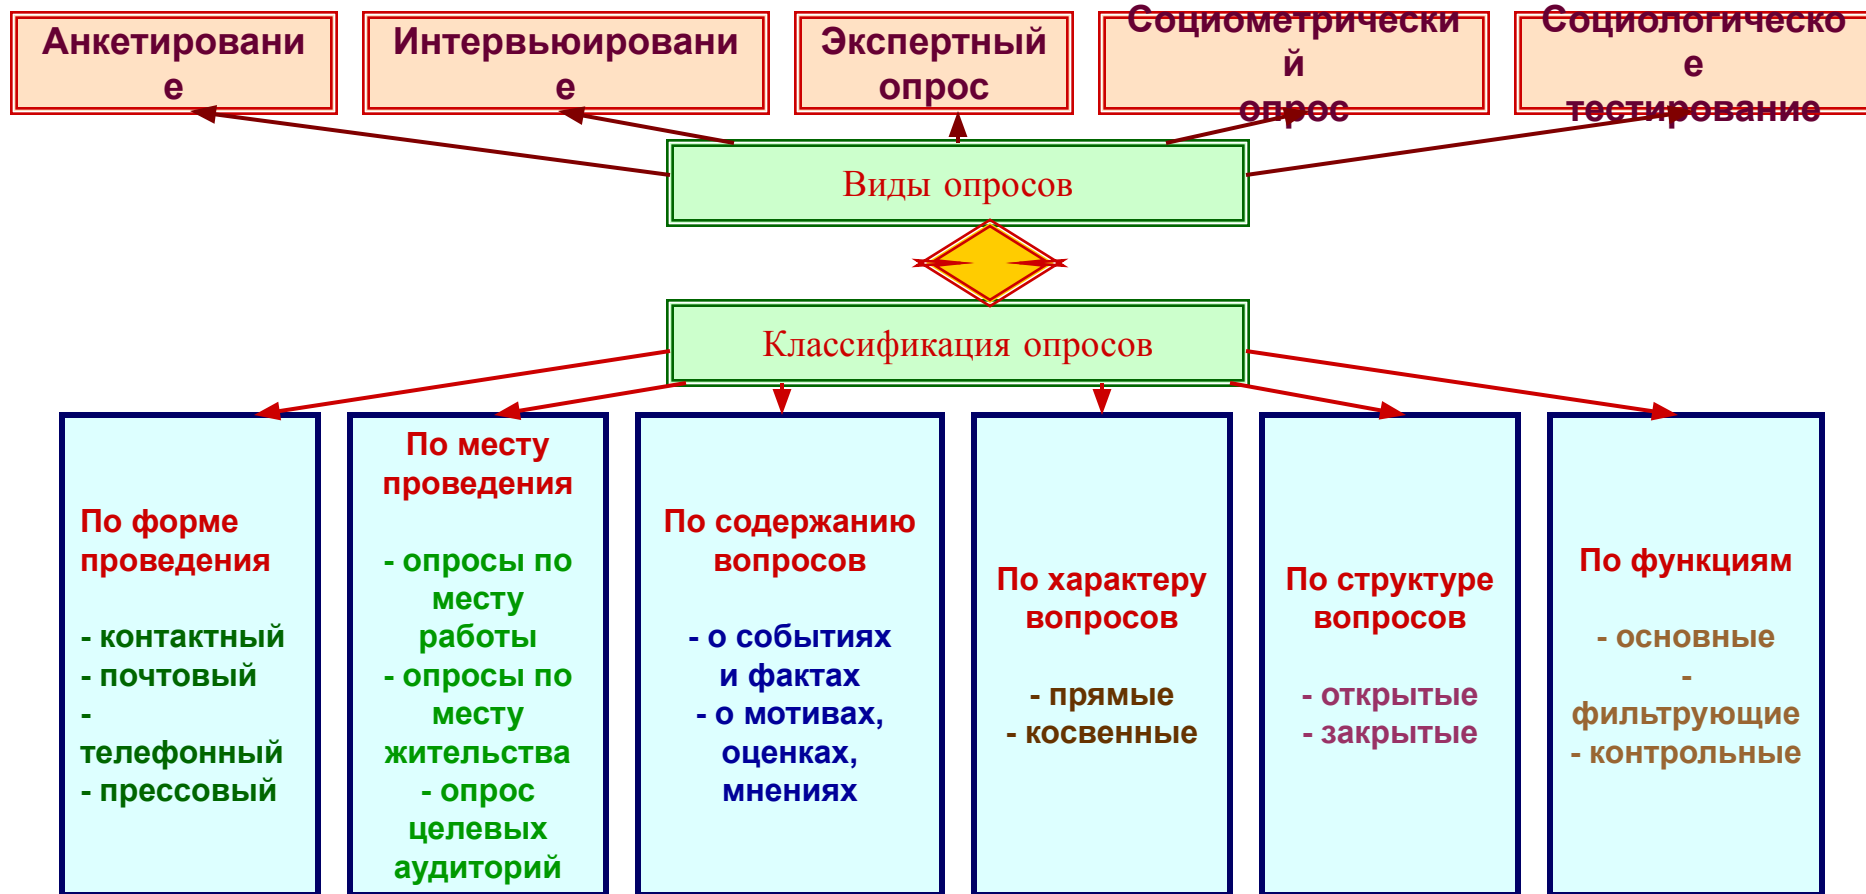 Анкетировани
е
Интервьюировани
е
Экспертный
опрос
Социометрически
й
опрос
Социологическо
е
тестирование
Виды опросов
Классификация опросов
По форме
проведения
- контактный
- почтовый
-
телефонный
- прессовый
По месту
проведения
- опросы по
месту
работы
- опросы по
месту
жительства
- опрос
целевых
аудиторий
По содержанию
вопросов
- о событиях
и фактах
- о мотивах,
оценках,
мнениях
По характеру
вопросов
- прямые
- косвенные
По структуре
вопросов
- открытые
- закрытые
По функциям
- основные
-
фильтрующие
- контрольные